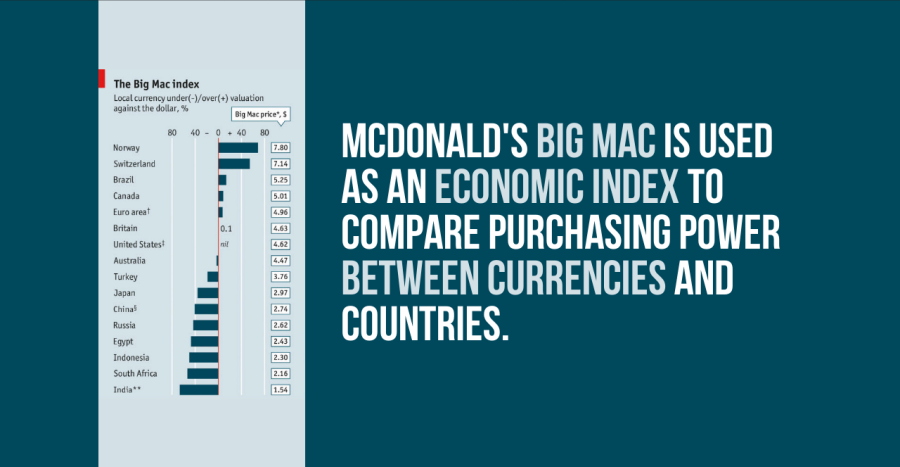 The Big Mac index
Local currency under(-)/over(+) valuation
against the dollar, %
Big Mac price*, $
80 40 - 0 + 40 80
Norway 7.80
Switzerland 7.14
Brazil 5.25
Canada 5.01
Euro area† 4.96
Britain 0.1 4.63
United States‡ nil 4.62
Australia 4.47
Turkey 3.76
Japan 2.97
China§ 2.74
Russia 2.62
Egypt 2.43
Indonesia 2.30
South Africa 2.16
India** 1.54
MCDONALD'S BIG MAC IS USED
AS AN ECONOMIC INDEX TO
COMPARE PURCHASING POWER
BETWEEN CURRENCIES AND
COUNTRIES.